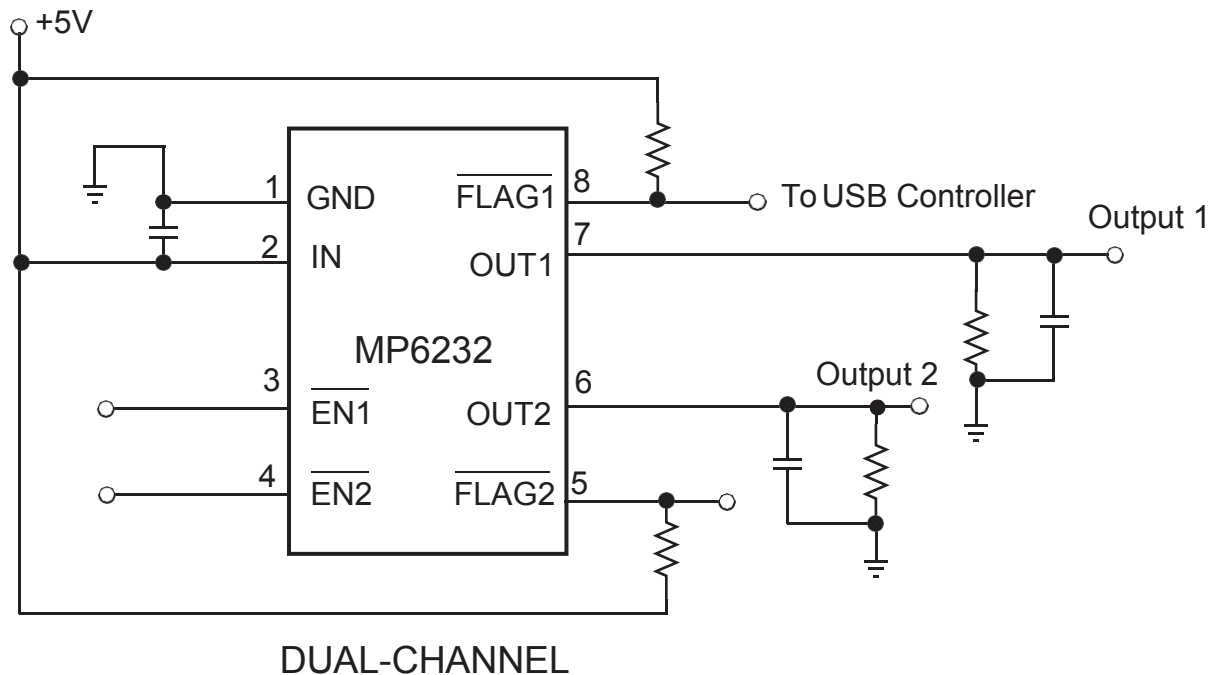 +5V
1
GND
FLAG1
8
To USB Controller
2
IN
OUT1
7
Output 1
MP6232
3
EN1
OUT2
6
Output 2
4
EN2
FLAG2
5
DUAL-CHANNEL